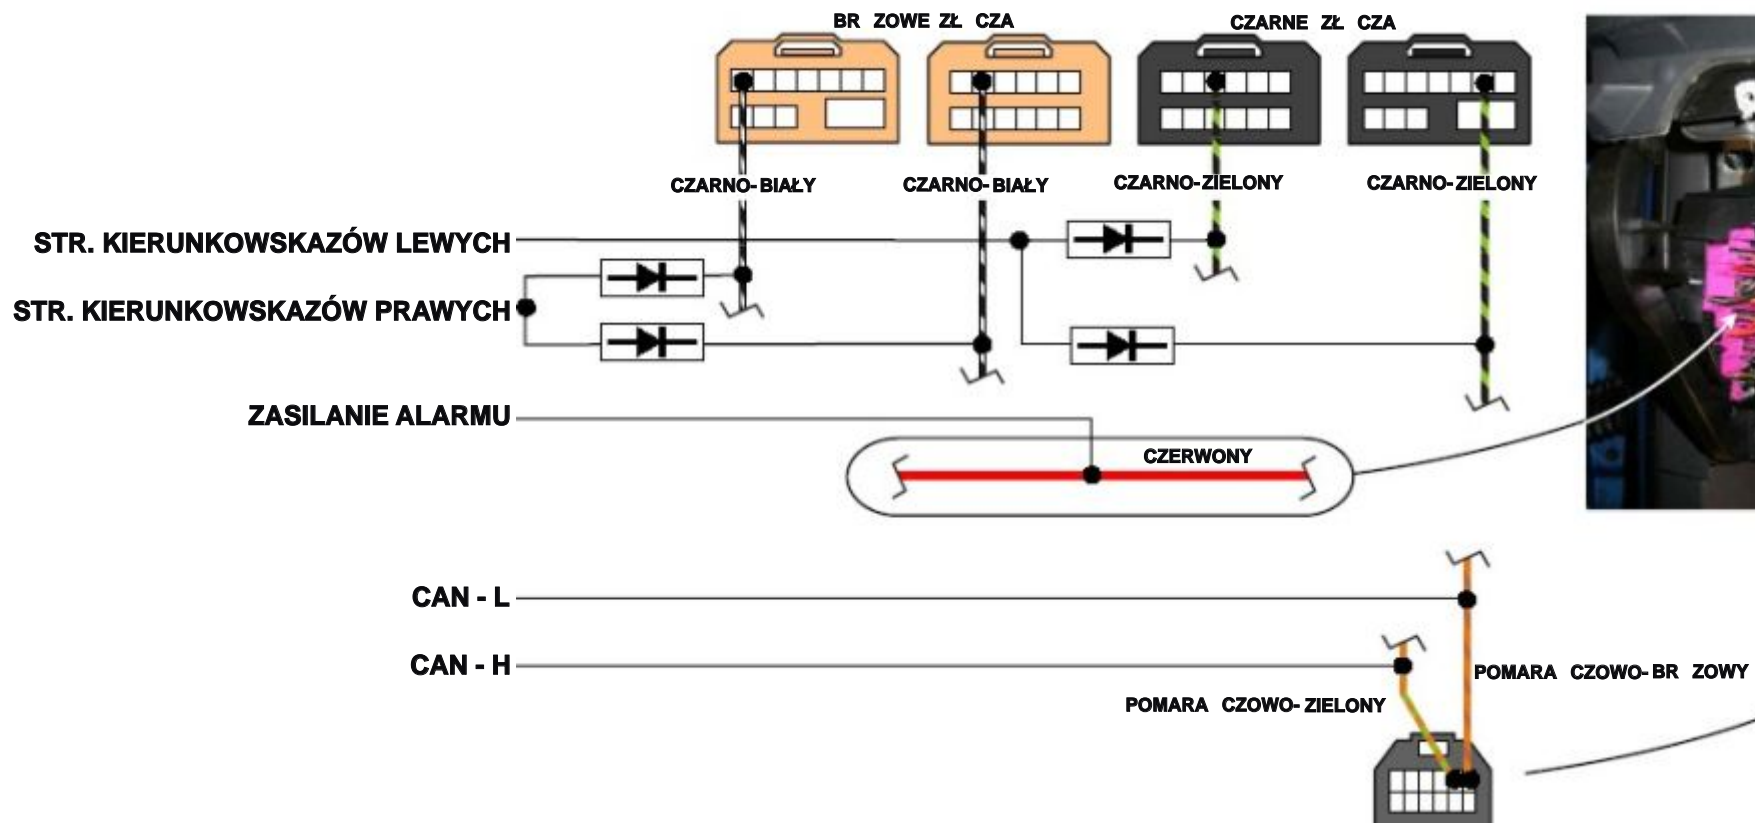 BR ZOWE ZŁ CZA
CZARNE ZŁ CZA
CZARNO-BIAŁY
CZARNO-BIAŁY
CZARNO-ZIELONY
CZARNO-ZIELONY
STR. KIERUNKOWSKAZÓW LEWYCH
STR. KIERUNKOWSKAZÓW PRAWYCH
ZASILANIE ALARMU
CZERWONY
CAN - L
CAN - H
POMARA CZOWO-BR ZOWY
POMARA CZOWO-ZIELONY